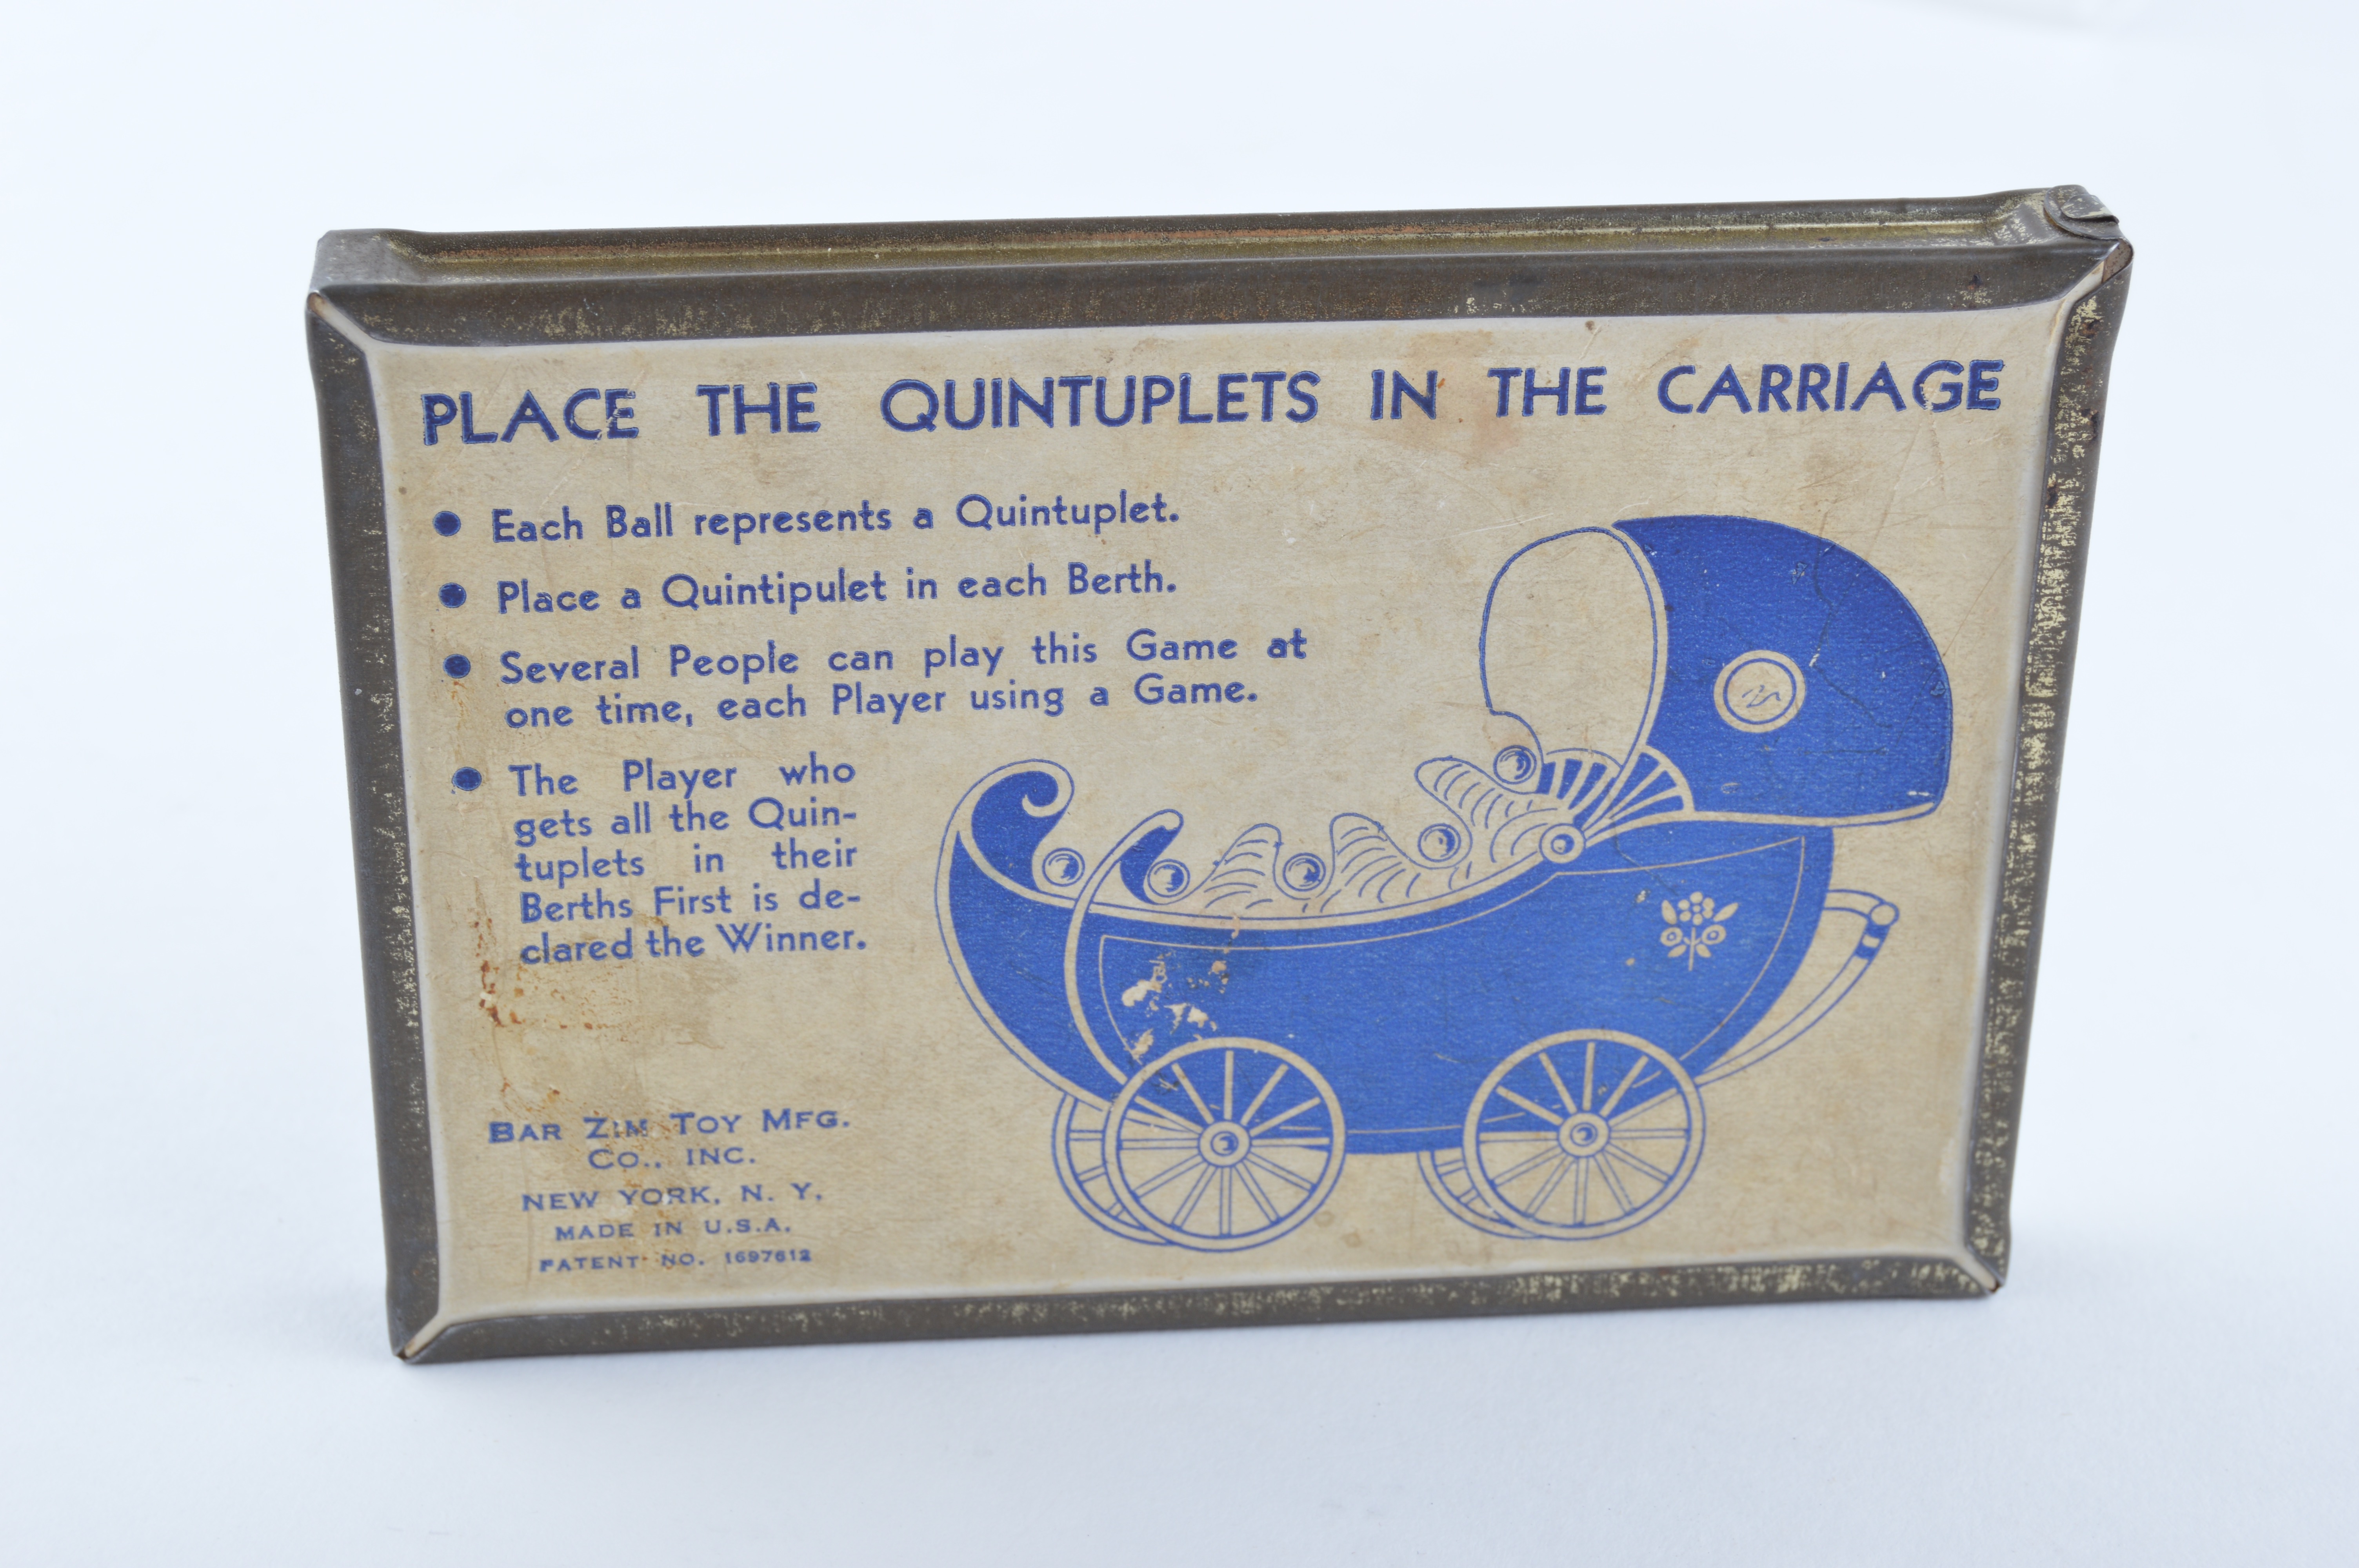 PLACE THE QUINTUPLETS IN THE CARRIAGE
● Each Ball represents a Quintuplet.
● Place a Quintipulet in each Berth.
● Several People can play this Game at
one time, each Player using a Game.
● The Player who
gets all the Quin-
tuplets in their
Berths First is de-
clared the Winner.
BAR ZIM TOY MFG.
CO., INC.
NEW YORK, N. Y.
MADE IN U.S.A.
PATENT NO. 1697612